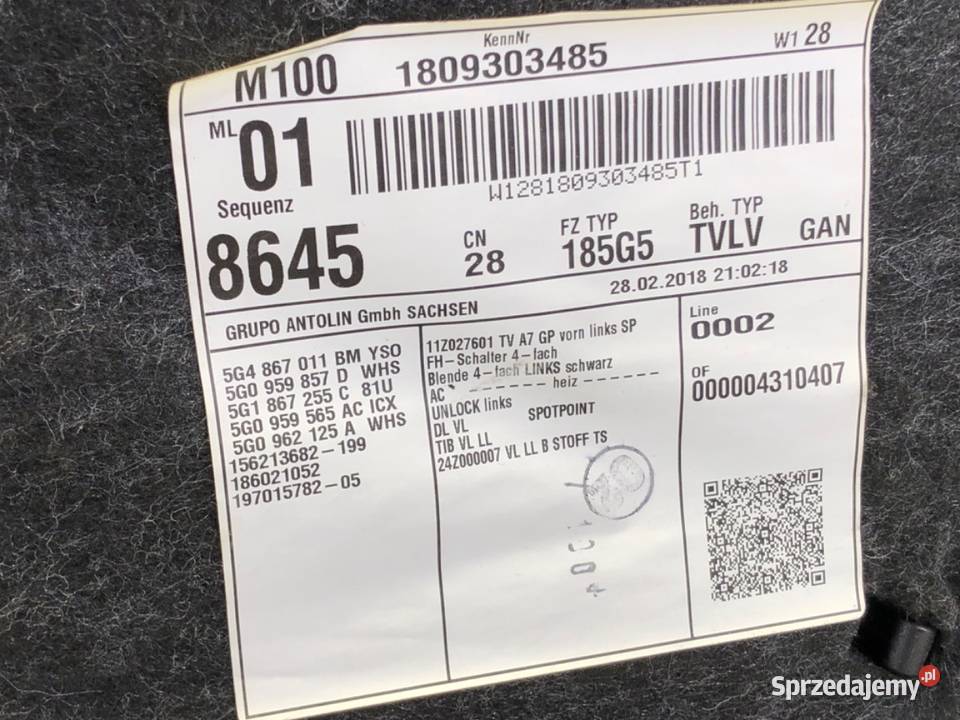 M100
KennNr
1809303485
W1 28
ML 01
W1281809303485T1
Sequenz
8645
CN
28
FZ TYP
185G5
Beh. TYP
TVLV
GAN
28.02.2018 21:02:18
GRUPO ANTOLIN Gmbh SACHSEN
5G4 867 011 BM YSO
5G0 959 857 D WHS
5G1 867 255 C 81U
5G0 959 565 AC ICX
5G0 962 125 A WHS
156213682-199
186021052
197015782-05
11Z027601 TV A7 GP vorn links SP
FH-Schalter 4-fach
Blende 4-fach LINKS schwarz
AC - - - - - - - heiz - - - - - - -
UNLOCK links
DL VL SPOTPOINT
TIB VL LL
24Z000007 VL LL B STOFF TS
Line
0002
OF
000004310407
Sprzedajemy.pl